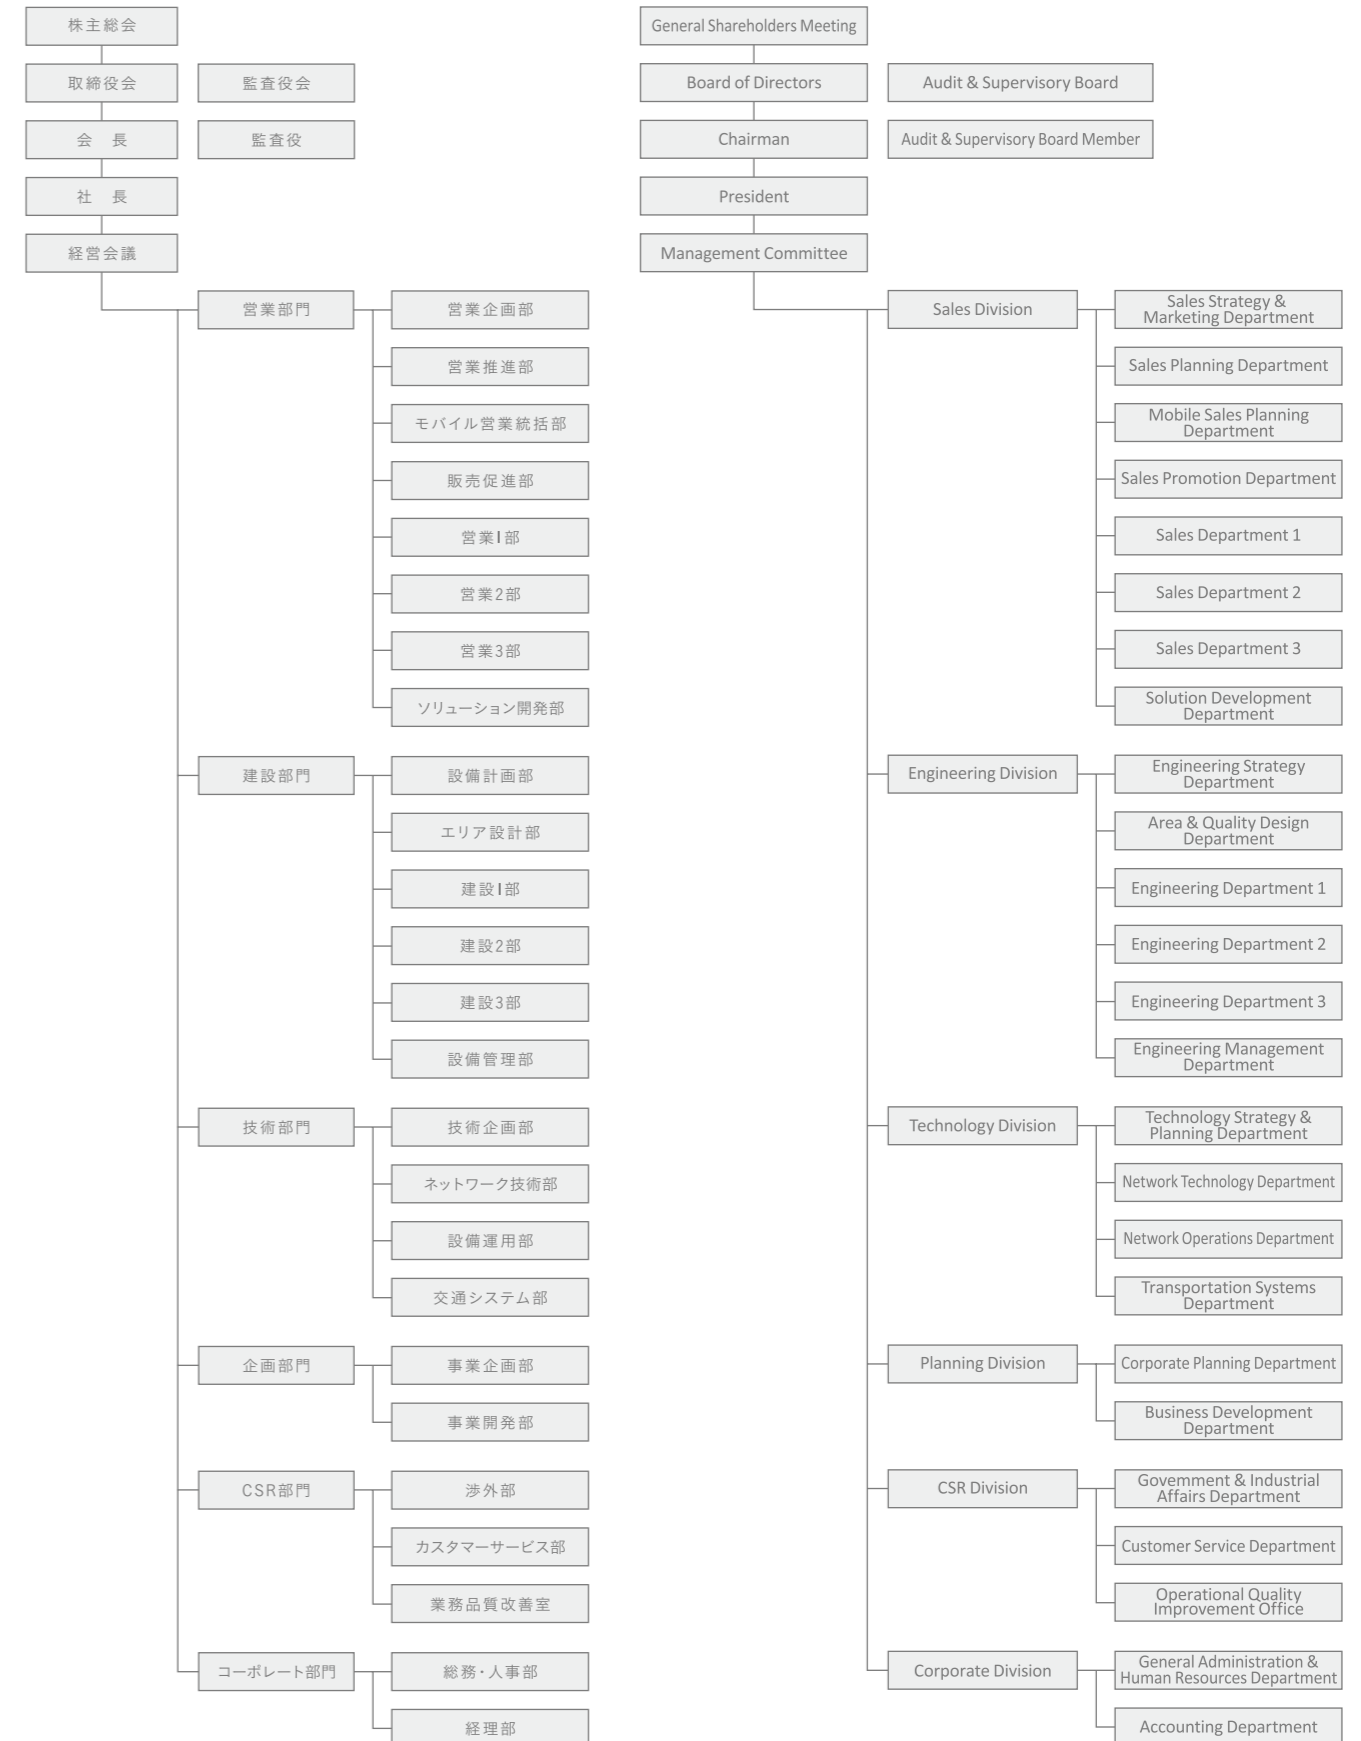 株主総会
取締役会
監査役会
会　長
監査役
社　長
経営会議
営業部門
営業企画部
営業推進部
モバイル営業統括部
販売促進部
営業1部
営業2部
営業3部
ソリューション開発部
建設部門
設備計画部
エリア設計部
建設1部
建設2部
建設3部
設備管理部
技術部門
技術企画部
ネットワーク技術部
設備運用部
交通システム部
企画部門
事業企画部
事業開発部
CSR部門
渉外部
カスタマーサービス部
業務品質改善室
コーポレート部門
総務・人事部
経理部
General Shareholders Meeting
Board of Directors
Audit & Supervisory Board
Chairman
Audit & Supervisory Board Member
President
Management Committee
Sales Division
Sales Strategy &
Marketing Department
Sales Planning Department
Mobile Sales Planning
Department
Sales Promotion Department
Sales Department 1
Sales Department 2
Sales Department 3
Solution Development
Department
Engineering Division
Engineering Strategy
Department
Area & Quality Design
Department
Engineering Department 1
Engineering Department 2
Engineering Department 3
Engineering Management
Department
Technology Division
Technology Strategy &
Planning Department
Network Technology Department
Network Operations Department
Transportation Systems
Department
Planning Division
Corporate Planning Department
Business Development
Department
CSR Division
Govemment & Industrial
Affairs Department
Customer Service Department
Operational Quality
Improvement Office
Corporate Division
General Administration &
Human Resources Department
Accounting Department